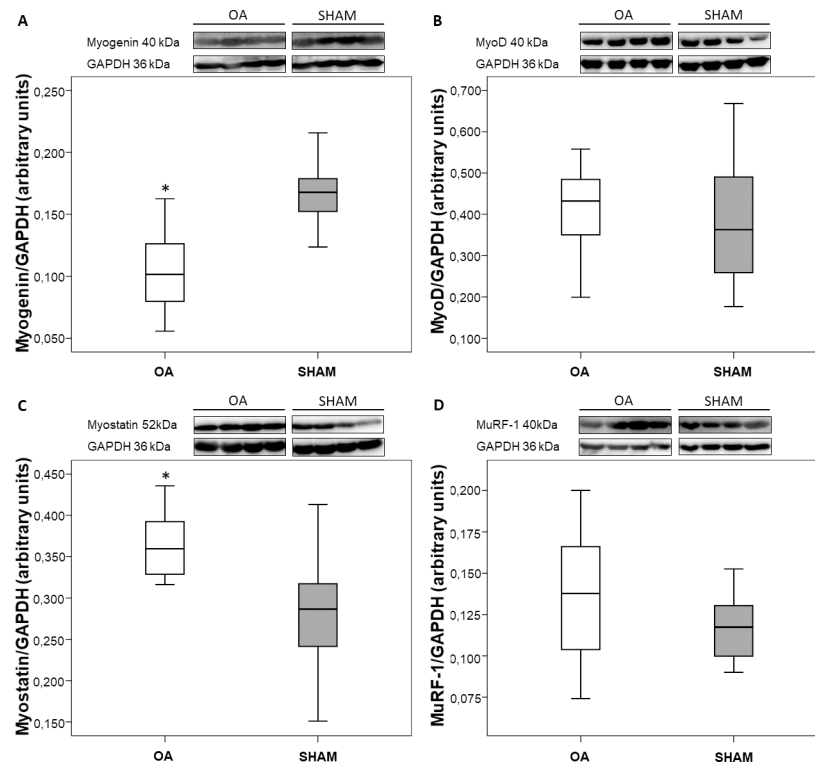 A
OA SHAM
Myogenin 40 kDa
GAPDH 36 kDa
Myogenin/GAPDH (arbitrary units)
0,250
0,200
0,150
0,100
0,050
*
OA SHAM
B
OA SHAM
MyoD 40 kDa
GAPDH 36 kDa
MyoD/GAPDH (arbitrary units)
0,700
0,600
0,500
0,400
0,300
0,200
0,100
OA SHAM
C
OA SHAM
Myostatin 52kDa
GAPDH 36 kDa
Myostatin/GAPDH (arbitrary units)
0,450
0,400
0,350
0,300
0,250
0,200
0,150
*
OA SHAM
D
OA SHAM
MuRF-1 40kDa
GAPDH 36 kDa
MuRF-1/GAPDH (arbitrary units)
0,200
0,175
0,150
0,125
0,100
0,075
OA SHAM